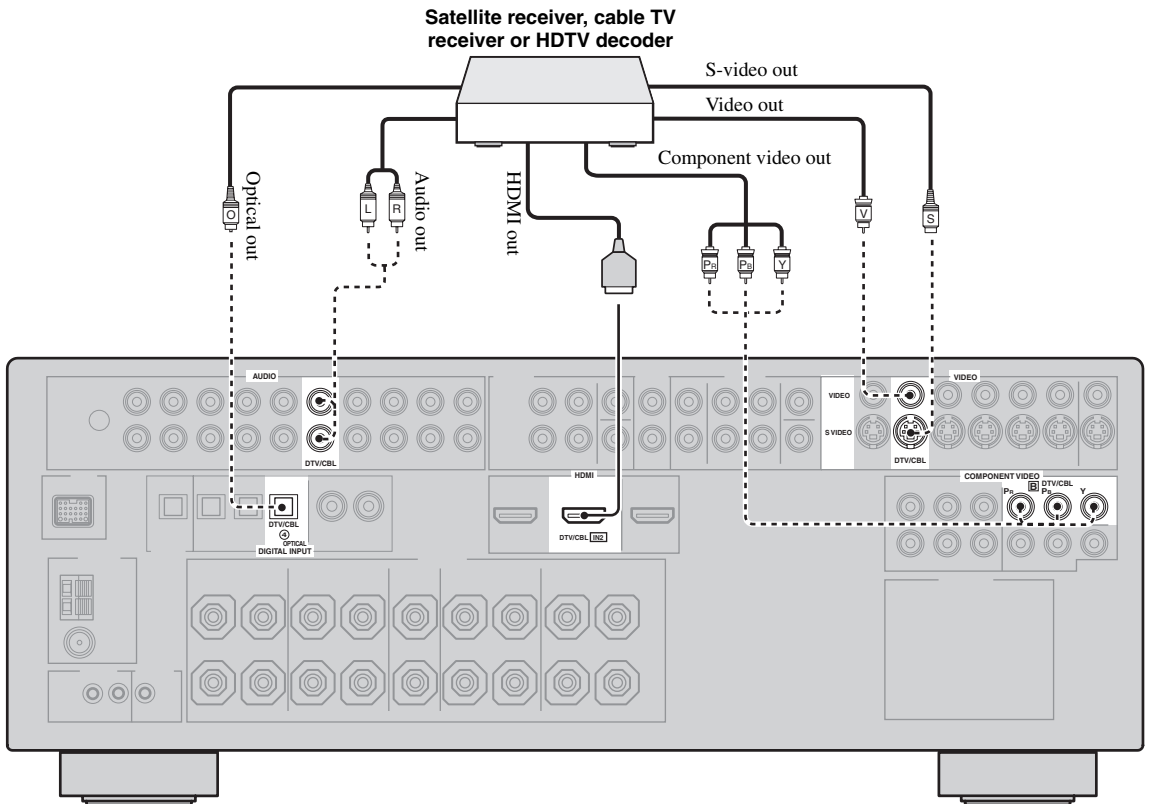 Satellite receiver, cable TV
receiver or HDTV decoder
S-video out
Video out
Component video out
Optical out
Audio out
HDMI out
O
L
R
PR
PB
Y
V
S
AUDIO
DTV/CBL
VIDEO
VIDEO
S VIDEO
DTV/CBL
HDMI
DTV/CBL IN2
COMPONENT VIDEO
B DTV/CBL
PR PB Y
DTV/CBL
4
OPTICAL
DIGITAL INPUT